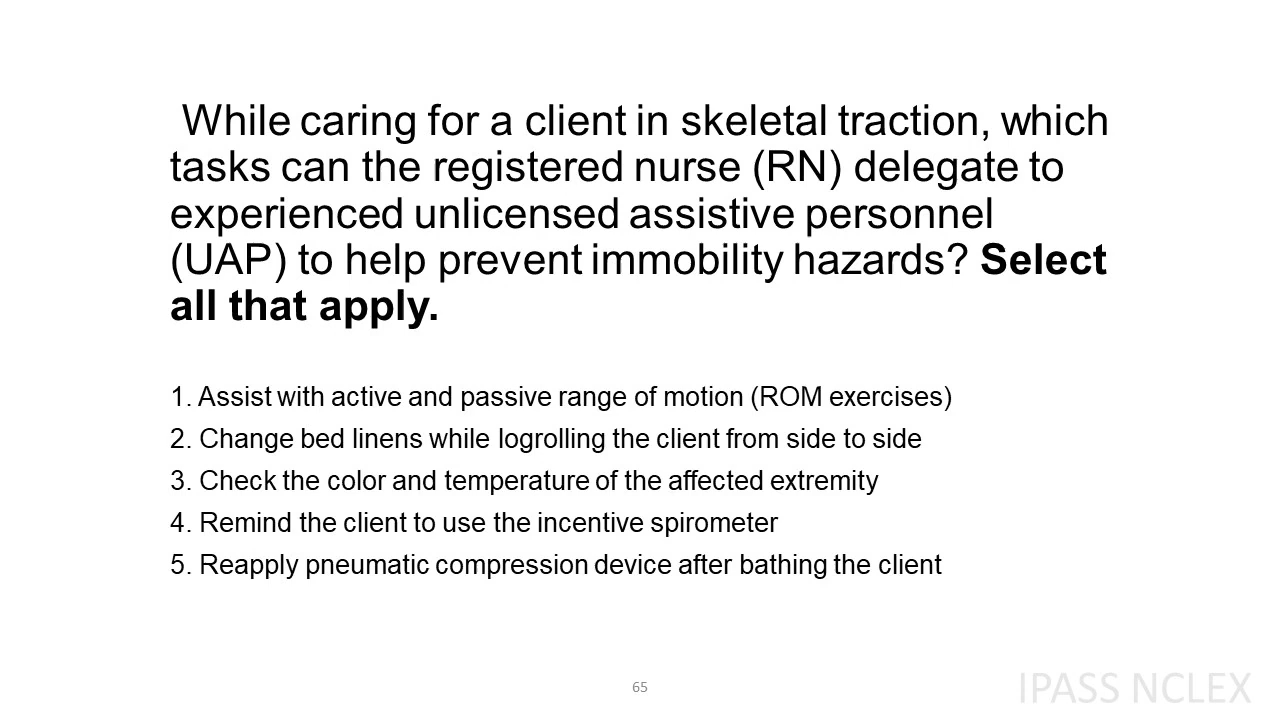 While caring for a client in skeletal traction, which
tasks can the registered nurse (RN) delegate to
experienced unlicensed assistive personnel
(UAP) to help prevent immobility hazards? Select
all that apply.
1. Assist with active and passive range of motion (ROM exercises)
2. Change bed linens while logrolling the client from side to side
3. Check the color and temperature of the affected extremity
4. Remind the client to use the incentive spirometer
5. Reapply pneumatic compression device after bathing the client
65
IPASS NCLEX